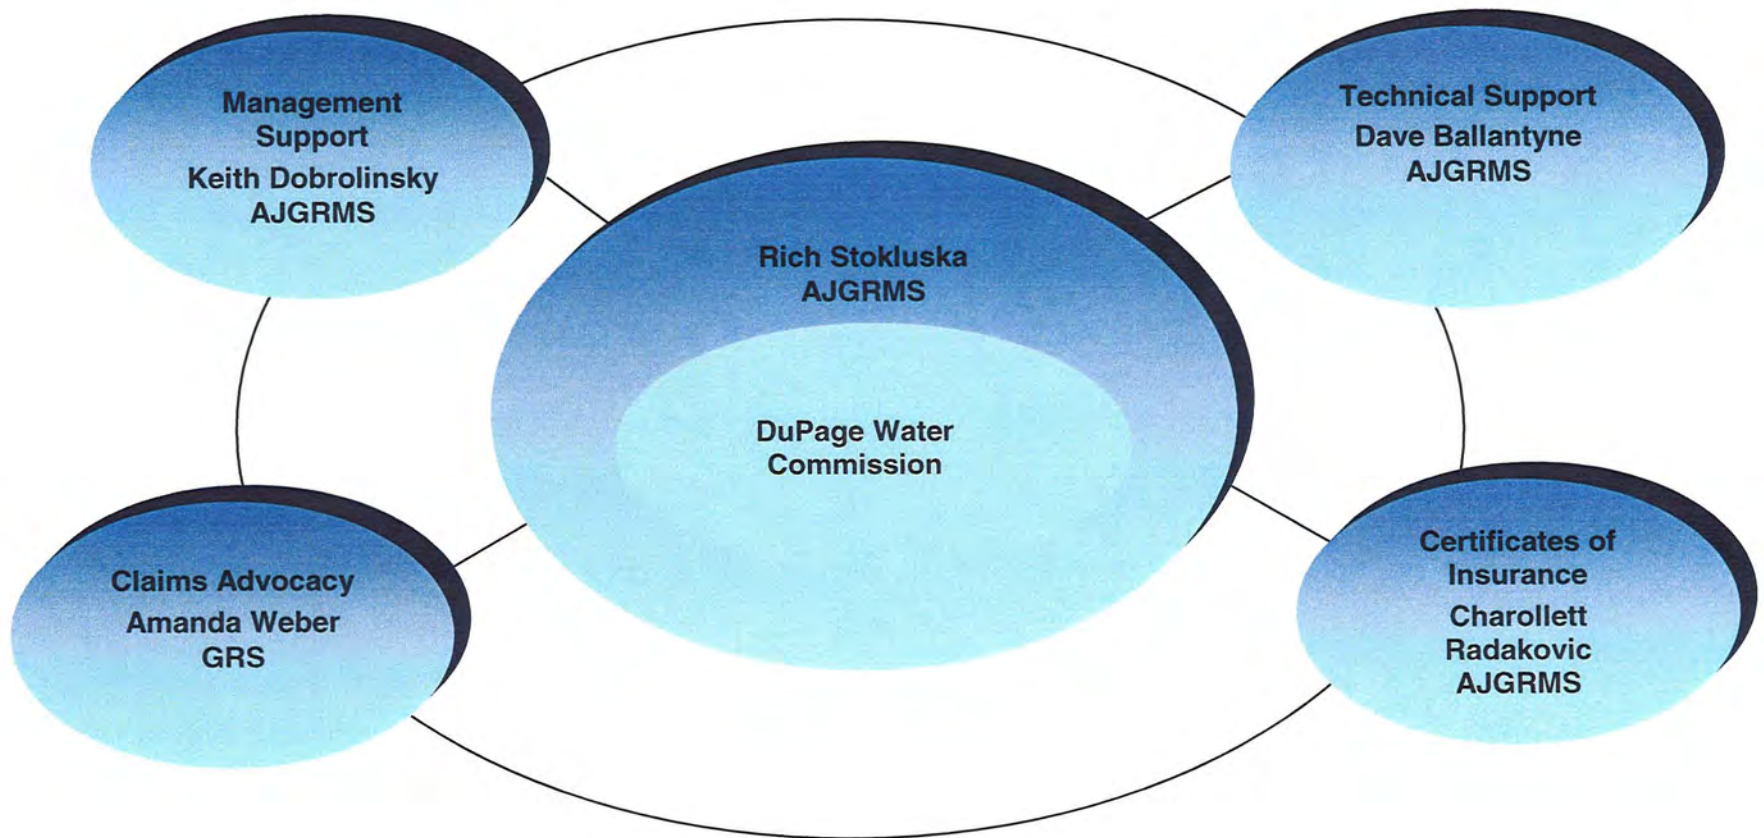 Management
Support
Keith Dobrolinsky
AJGRMS
Technical Support
Dave Ballantyne
AJGRMS
Rich Stokluska
AJGRMS
DuPage Water
Commission
Claims Advocacy
Amanda Weber
GRS
Certificates of
Insurance
Charollett
Radakovic
AJGRMS